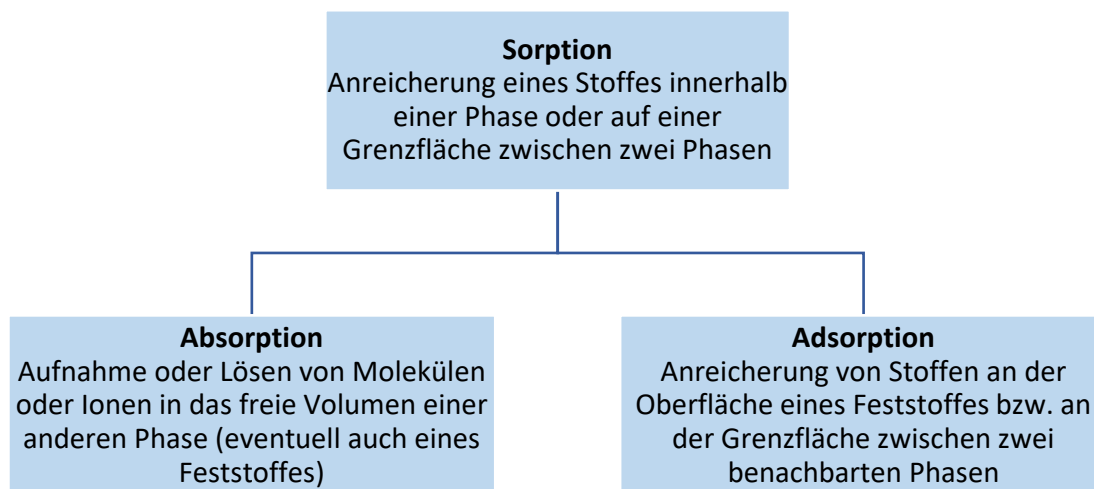 Sorption
Anreicherung eines Stoffes innerhalb
einer Phase oder auf einer
Grenzfläche zwischen zwei Phasen
Absorption
Aufnahme oder Lösen von Molekülen
oder Ionen in das freie Volumen einer
anderen Phase (eventuell auch eines
Feststoffes)
Adsorption
Anreicherung von Stoffen an der
Oberfläche eines Feststoffes bzw. an
der Grenzfläche zwischen zwei
benachbarten Phasen